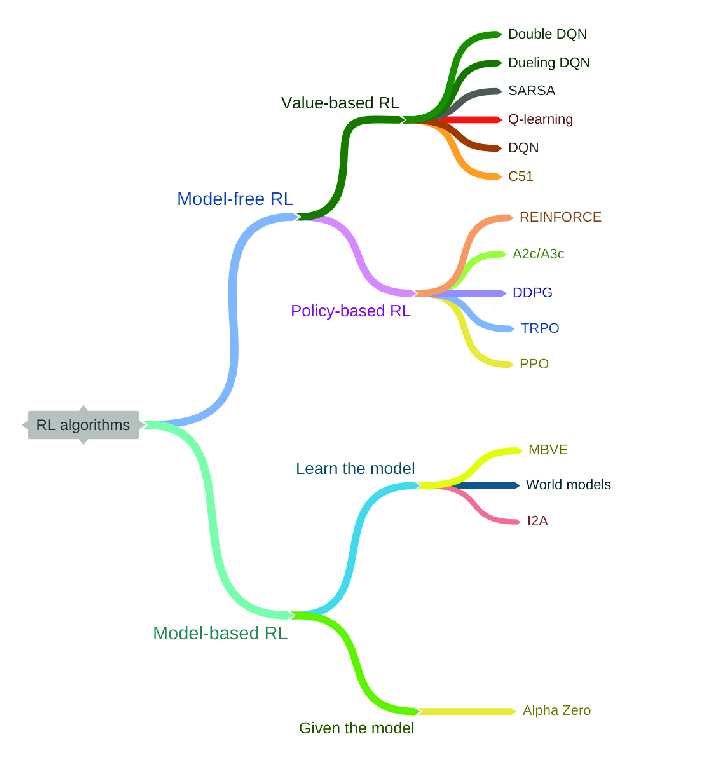 Double DQN
Dueling DQN
Value-based RL
SARSA
Q-learning
DQN
C51
Model-free RL
REINFORCE
A2c/A3c
DDPG
Policy-based RL
TRPO
PPO
RL algorithms
MBVE
Learn the model
World models
I2A
Model-based RL
Alpha Zero
Given the model